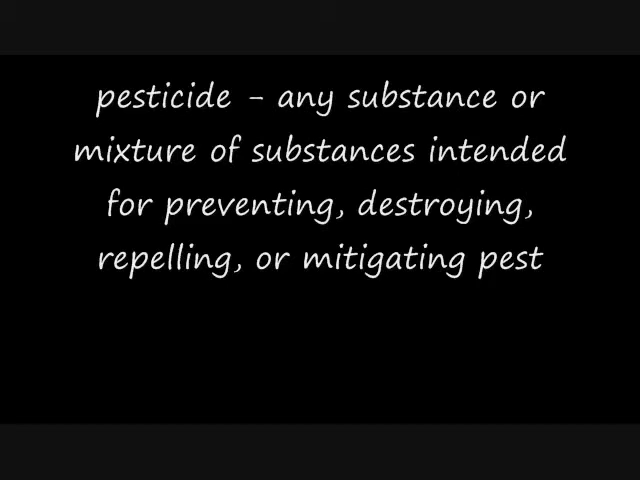 pesticide - any substance or
mixture of substances intended
for preventing, destroying,
repelling, or mitigating pest